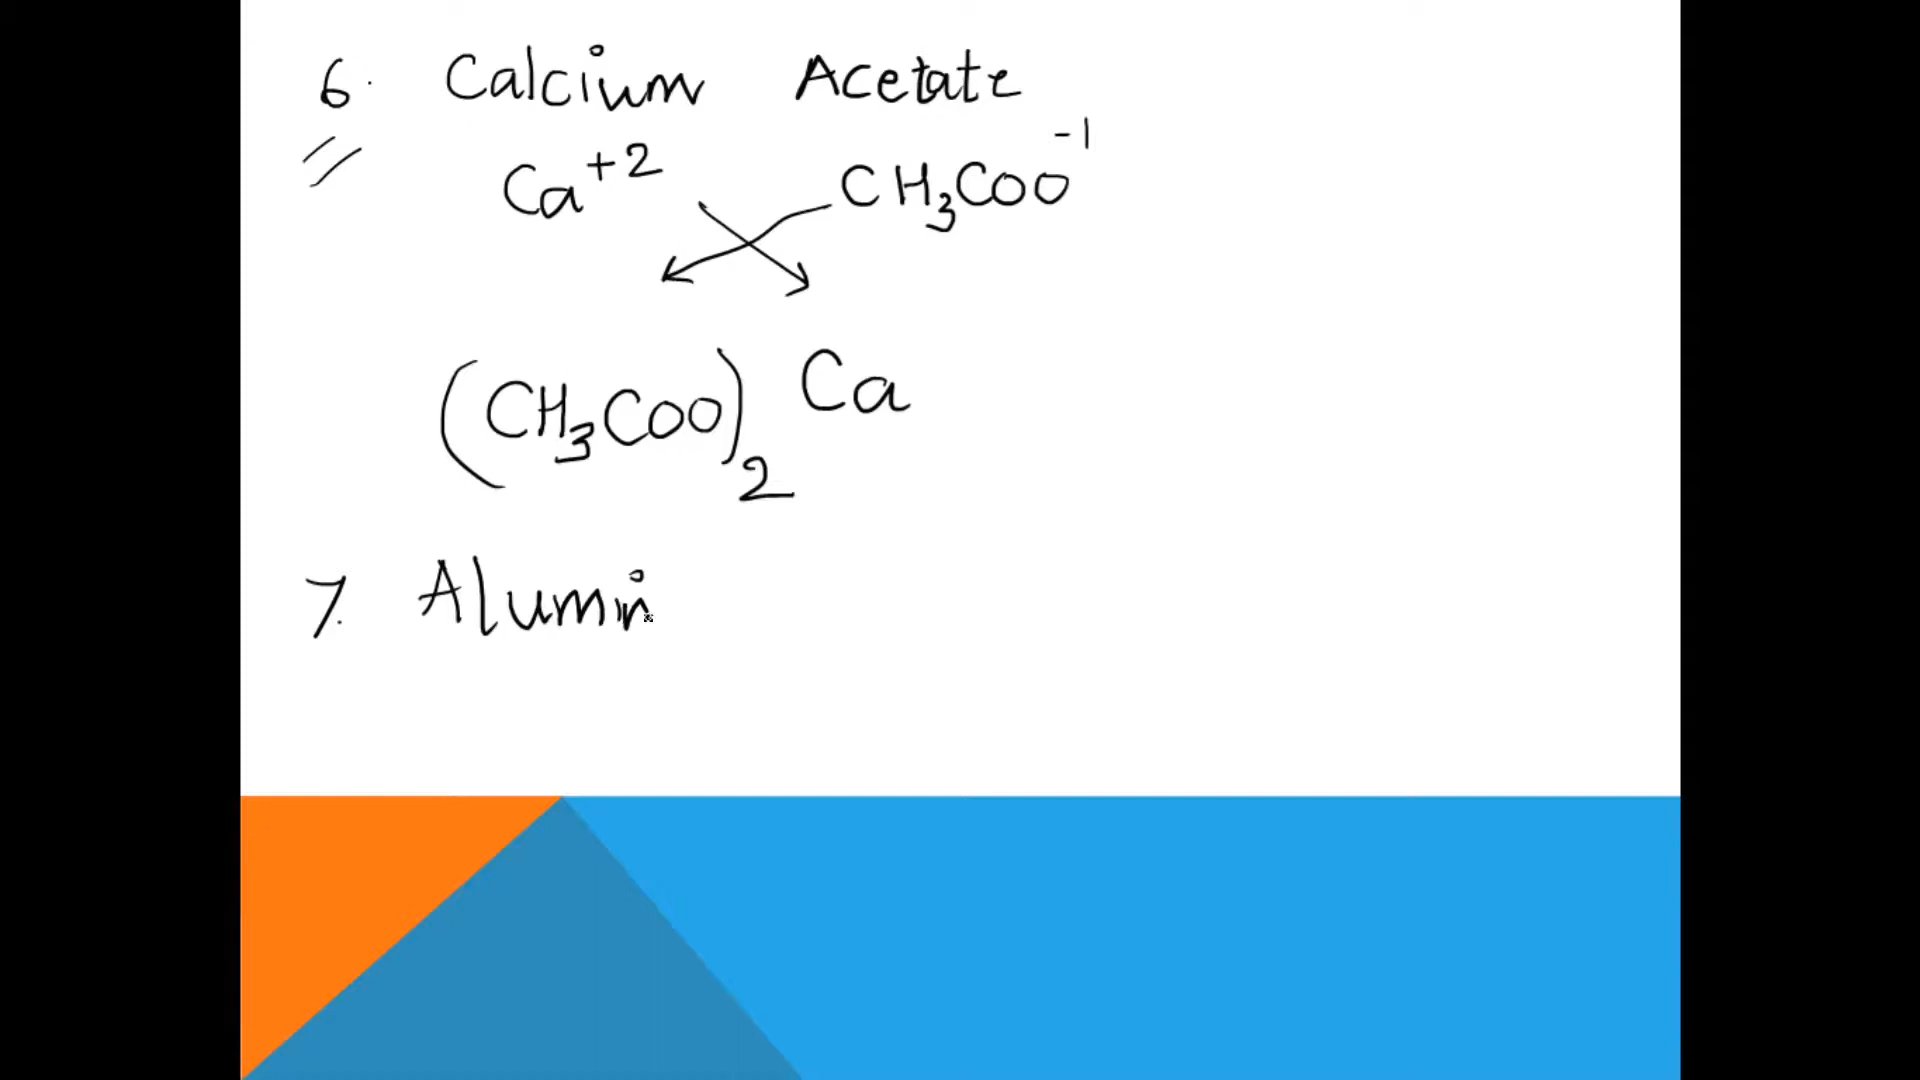 6. Calcium Acetate
Ca⁺² CH₃COO⁻¹
(CH₃COO)₂ Ca
7. Alumin